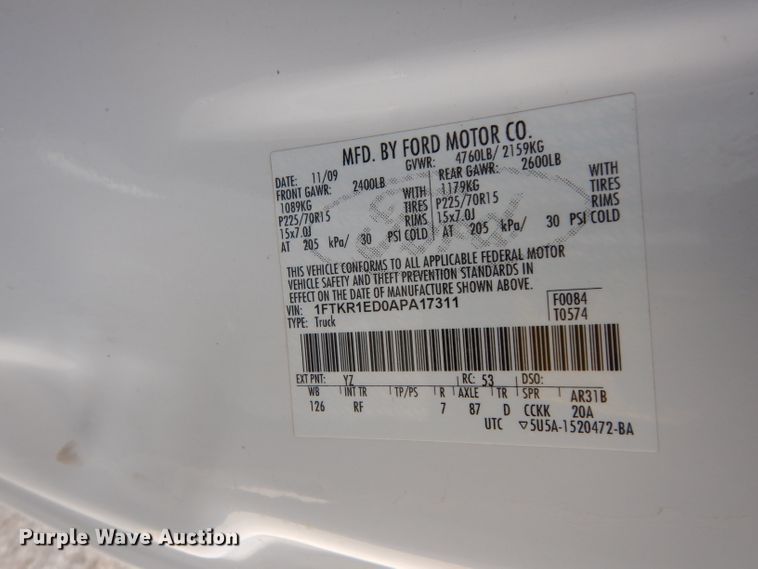 MFD. BY FORD MOTOR CO.
DATE: 11/09 GVWR: 4760LB/ 2159KG
FRONT GAWR: 2400LB REAR GAWR: 2600LB
1089KG WITH 1179KG WITH
P225/70R15 TIRES P225/70R15 TIRES
15x7.0J RIMS 15x7.0J RIMS
AT 205 kPa/ 30 PSI COLD AT 205 kPa/ 30 PSI COLD
Ford
THIS VEHICLE CONFORMS TO ALL APPLICABLE FEDERAL MOTOR
VEHICLE SAFETY AND THEFT PREVENTION STANDARDS IN
EFFECT ON THE DATE OF MANUFACTURE SHOWN ABOVE.
VIN: 1FTKR1ED0APA17311 F0084
TYPE: Truck T0574
EXT PNT: YZ RC: 53 DSO:
WB INT TR TP/PS R AXLE TR SPR AR31B
126 RF 7 87 D CCKK 20A
UTC ▽5U5A-1520472-BA
Purple Wave Auction